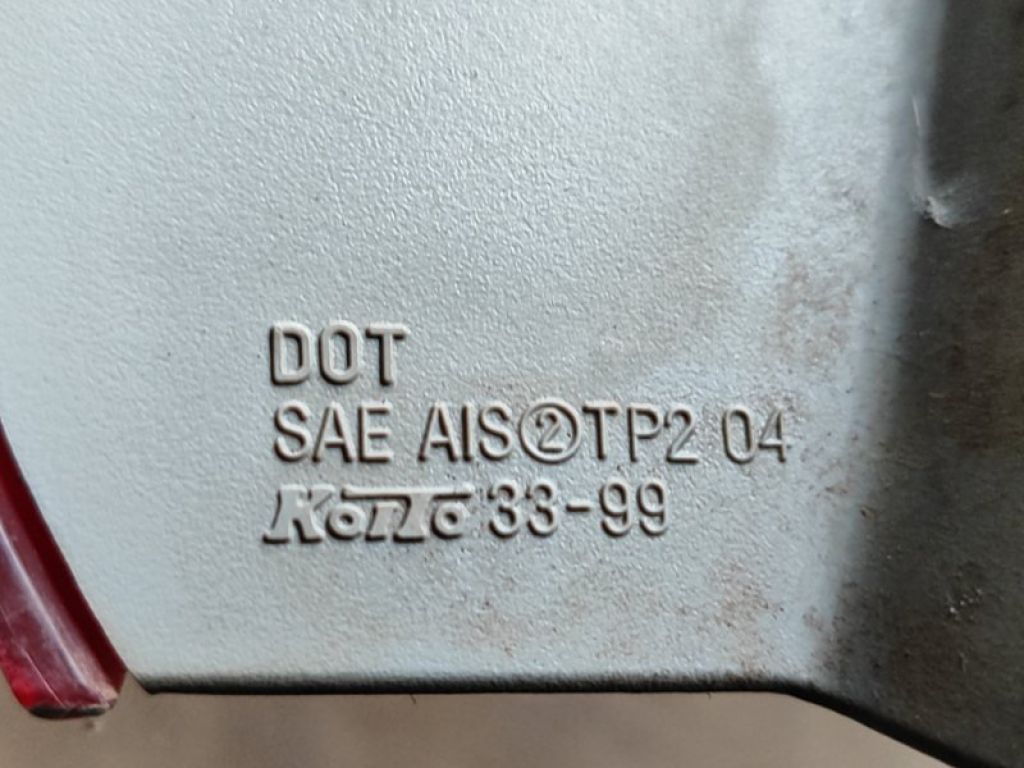 DOT
SAE AIS②TP2 04
KOITO 33-99